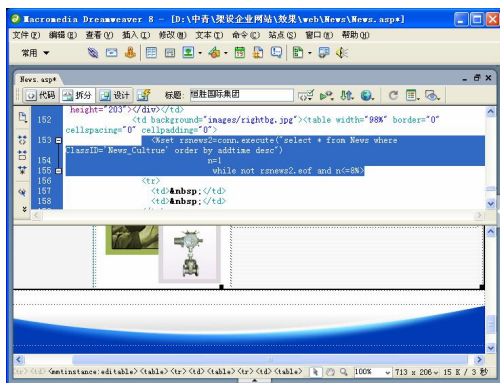 Macromedia Dreamweaver 8 - [D:\中青\架设企业网站\效果\web\News\News.asp*]
文件(F) 编辑(E) 查看(V) 插入(I) 修改(M) 文本(T) 命令(C) 站点(S) 窗口(W) 帮助(H)
常用
News.asp*
代码 拆分 设计 标题: 恒胜国际集团
height="203"></div></td>
152 <td background="images/rightbg.jpg"><table width="98%" border="0"
cellspacing="0" cellpadding="0">
153 <%set rsnews2=conn.execute("select * from News where
ClassID='News_Cultrue' order by addtime desc")
154 n=1
155 while not rsnews2.eof and n<=8%>
156 <tr>
157 <td>&nbsp;</td>
158 <td>&nbsp;</td>
<tr> <td> <mmtinstance:editable> <table> <tr> <td> <table> <tr> <td> <table> 100% 713 x 206 15 K / 3 秒